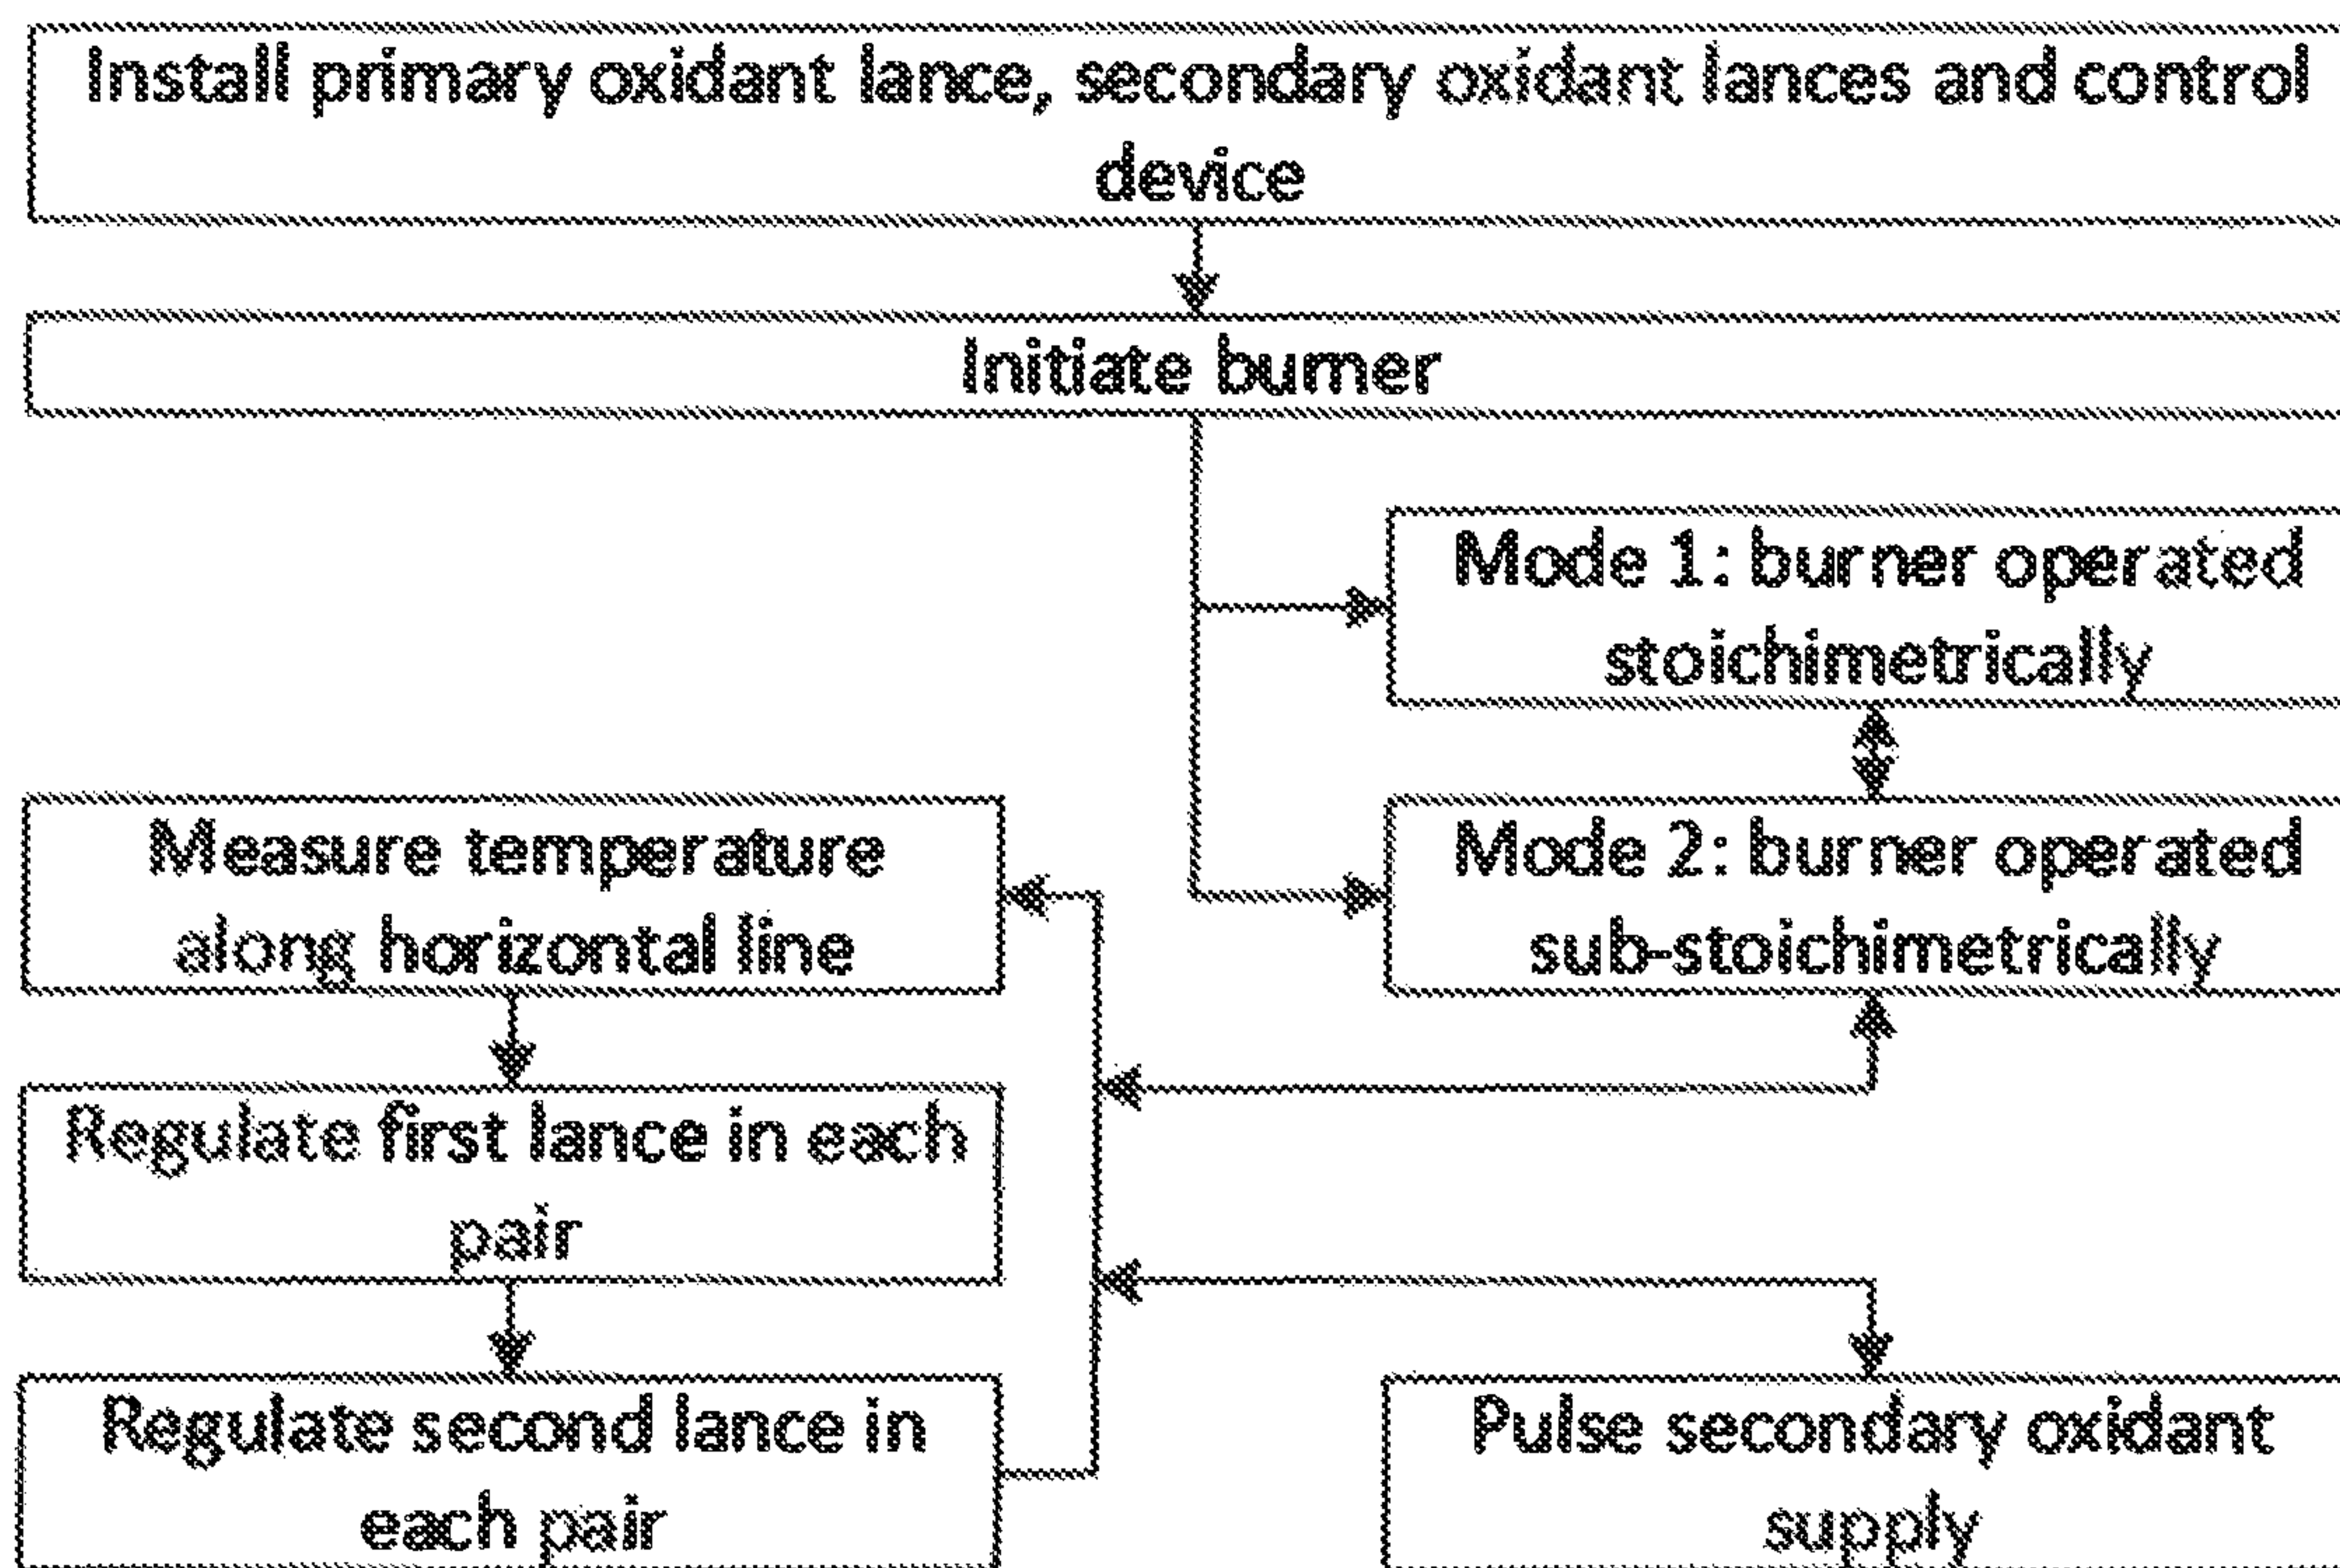 Install primary oxidant lance, secondary oxidant lances and control
device
Initiate burner
Mode 1: burner operated
stoichimetrically
Mode 2: burner operated
sub-stoichimetrically
Measure temperature
along horizontal line
Regulate first lance in each
pair
Regulate second lance in
each pair
Pulse secondary oxidant
supply